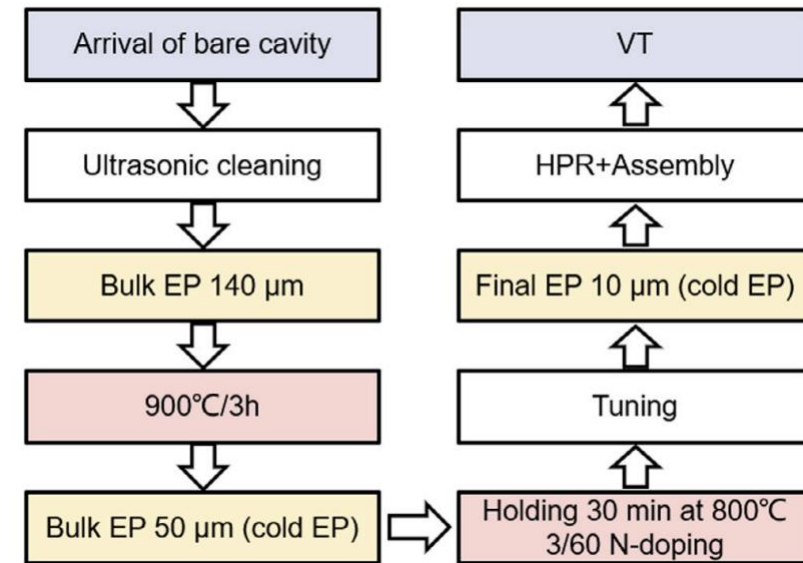 Arrival of bare cavity
Ultrasonic cleaning
Bulk EP 140 μm
900℃/3h
Bulk EP 50 μm (cold EP)
Holding 30 min at 800℃
3/60 N-doping
Tuning
Final EP 10 μm (cold EP)
HPR+Assembly
VT